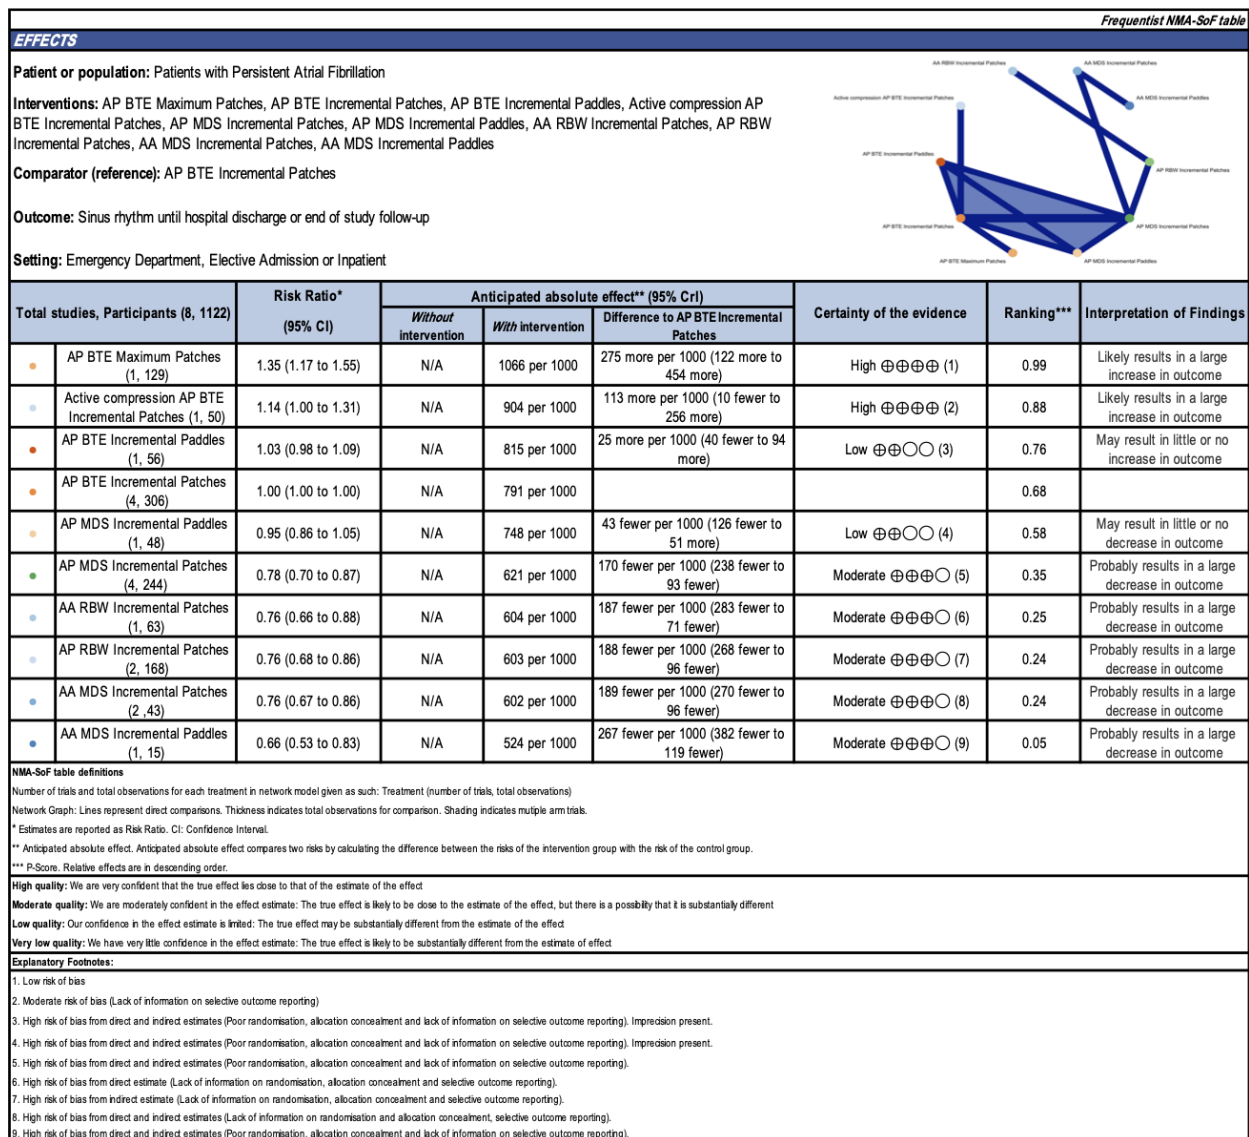 Frequentist NMA-SoF table
EFFECTS
Patient or population: Patients with Persistent Atrial Fibrillation
Interventions: AP BTE Maximum Patches, AP BTE Incremental Patches, AP BTE Incremental Paddles, Active compression AP
BTE Incremental Patches, AP MDS Incremental Patches, AP MDS Incremental Paddles, AA RBW Incremental Patches, AP RBW
Incremental Patches, AA MDS Incremental Patches, AA MDS Incremental Paddles
Comparator (reference): AP BTE Incremental Patches
Outcome: Sinus rhythm until hospital discharge or end of study follow-up
Setting: Emergency Department, Elective Admission or Inpatient
AA RBW Incremental Patches
AA MDS Incremental Patches
Active compression AP BTE Incremental Patches
AA MDS Incremental Paddles
AP BTE Incremental Paddles
AP RBW Incremental Patches
AP BTE Incremental Patches
AP MDS Incremental Patches
AP BTE Maximum Patches
AP MDS Incremental Paddles
Total studies, Participants (8, 1122)
Risk Ratio*
(95% CI)
Anticipated absolute effect** (95% CrI)
Without
intervention
With intervention
Difference to AP BTE Incremental
Patches
Certainty of the evidence
Ranking***
Interpretation of Findings
AP BTE Maximum Patches
(1, 129)
1.35 (1.17 to 1.55)
N/A
1066 per 1000
275 more per 1000 (122 more to
454 more)
High ⊕⊕⊕⊕ (1)
0.99
Likely results in a large
increase in outcome
Active compression AP BTE
Incremental Patches (1, 50)
1.14 (1.00 to 1.31)
N/A
904 per 1000
113 more per 1000 (10 fewer to
256 more)
High ⊕⊕⊕⊕ (2)
0.88
Likely results in a large
increase in outcome
AP BTE Incremental Paddles
(1, 56)
1.03 (0.98 to 1.09)
N/A
815 per 1000
25 more per 1000 (40 fewer to 94
more)
Low ⊕⊕○○ (3)
0.76
May result in little or no
increase in outcome
AP BTE Incremental Patches
(4, 306)
1.00 (1.00 to 1.00)
N/A
791 per 1000
0.68
AP MDS Incremental Paddles
(1, 48)
0.95 (0.86 to 1.05)
N/A
748 per 1000
43 fewer per 1000 (126 fewer to
51 more)
Low ⊕⊕○○ (4)
0.58
May result in little or no
decrease in outcome
AP MDS Incremental Patches
(4, 244)
0.78 (0.70 to 0.87)
N/A
621 per 1000
170 fewer per 1000 (238 fewer to
93 fewer)
Moderate ⊕⊕⊕○ (5)
0.35
Probably results in a large
decrease in outcome
AA RBW Incremental Patches
(1, 63)
0.76 (0.66 to 0.88)
N/A
604 per 1000
187 fewer per 1000 (283 fewer to
71 fewer)
Moderate ⊕⊕⊕○ (6)
0.25
Probably results in a large
decrease in outcome
AP RBW Incremental Patches
(2, 168)
0.76 (0.68 to 0.86)
N/A
603 per 1000
188 fewer per 1000 (268 fewer to
96 fewer)
Moderate ⊕⊕⊕○ (7)
0.24
Probably results in a large
decrease in outcome
AA MDS Incremental Patches
(2 ,43)
0.76 (0.67 to 0.86)
N/A
602 per 1000
189 fewer per 1000 (270 fewer to
96 fewer)
Moderate ⊕⊕⊕○ (8)
0.24
Probably results in a large
decrease in outcome
AA MDS Incremental Paddles
(1, 15)
0.66 (0.53 to 0.83)
N/A
524 per 1000
267 fewer per 1000 (382 fewer to
119 fewer)
Moderate ⊕⊕⊕○ (9)
0.05
Probably results in a large
decrease in outcome
NMA-SoF table definitions
Number of trials and total observations for each treatment in network model given as such: Treatment (number of trials, total observations)
Network Graph: Lines represent direct comparisons. Thickness indicates total observations for comparison. Shading indicates mutiple arm trials.
* Estimates are reported as Risk Ratio. CI: Confidence Interval.
** Anticipated absolute effect. Anticipated absolute effect compares two risks by calculating the difference between the risks of the intervention group with the risk of the control group.
*** P-Score. Relative effects are in descending order.
High quality: We are very confident that the true effect lies close to that of the estimate of the effect
Moderate quality: We are moderately confident in the effect estimate: The true effect is likely to be close to the estimate of the effect, but there is a possibility that it is substantially different
Low quality: Our confidence in the effect estimate is limited: The true effect may be substantially different from the estimate of the effect
Very low quality: We have very little confidence in the effect estimate: The true effect is likely to be substantially different from the estimate of effect
Explanatory Footnotes:
1. Low risk of bias
2. Moderate risk of bias (Lack of information on selective outcome reporting)
3. High risk of bias from direct and indirect estimates (Poor randomisation, allocation concealment and lack of information on selective outcome reporting). Imprecision present.
4. High risk of bias from direct and indirect estimates (Poor randomisation, allocation concealment and lack of information on selective outcome reporting). Imprecision present.
5. High risk of bias from direct and indirect estimates (Poor randomisation, allocation concealment and lack of information on selective outcome reporting).
6. High risk of bias from direct estimate (Lack of information on randomisation, allocation concealment and selective outcome reporting).
7. High risk of bias from indirect estimate (Lack of information on randomisation, allocation concealment and selective outcome reporting).
8. High risk of bias from direct and indirect estimates (Lack of information on randomisation and allocation concealment, selective outcome reporting).
9. High risk of bias from direct and indirect estimates (Poor randomisation, allocation concealment and lack of information on selective outcome reporting).